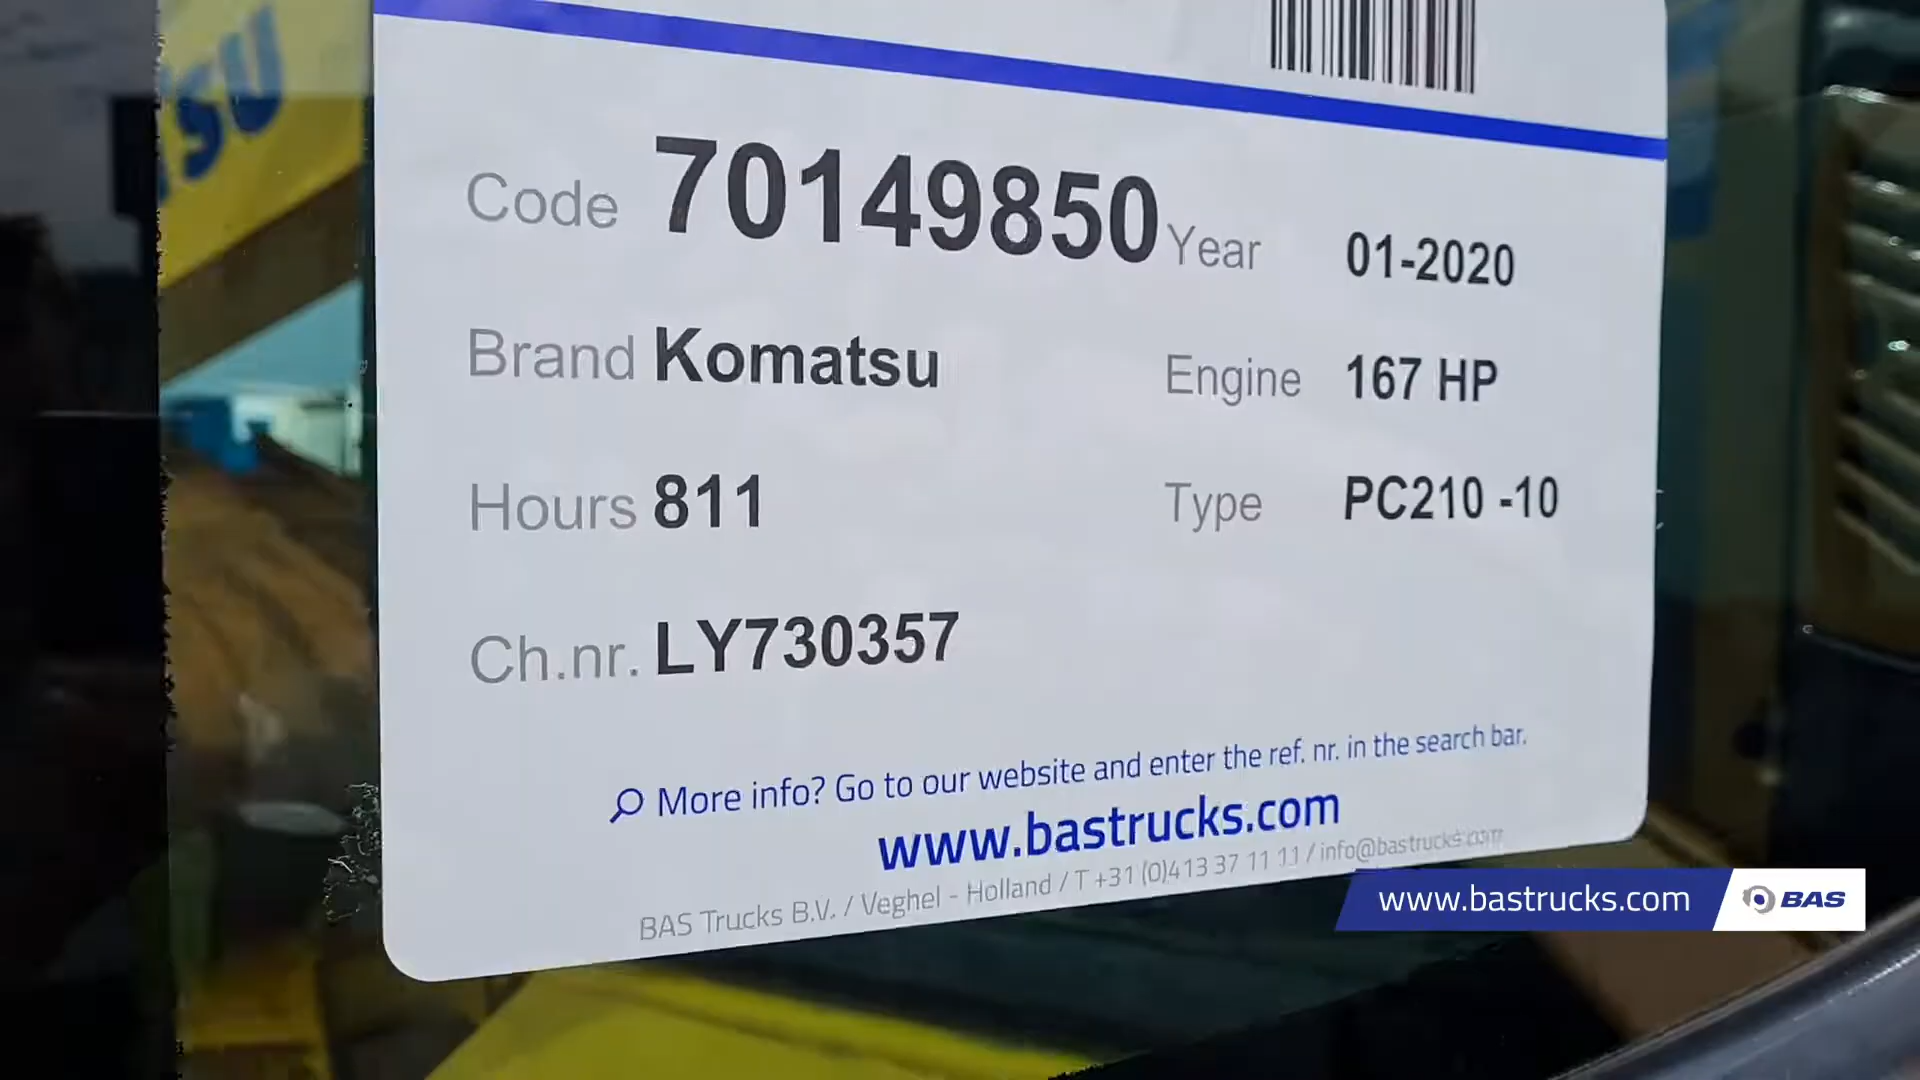 SU
Code 70149850 Year 01-2020
Brand Komatsu Engine 167 HP
Hours 811 Type PC210 -10
Ch.nr. LY730357
More info? Go to our website and enter the ref. nr. in the search bar.
www.bastrucks.com
BAS Trucks B.V. / Veghel - Holland / T +31 (0)413 37 11 11 / info@bastrucks.com
www.bastrucks.com BAS